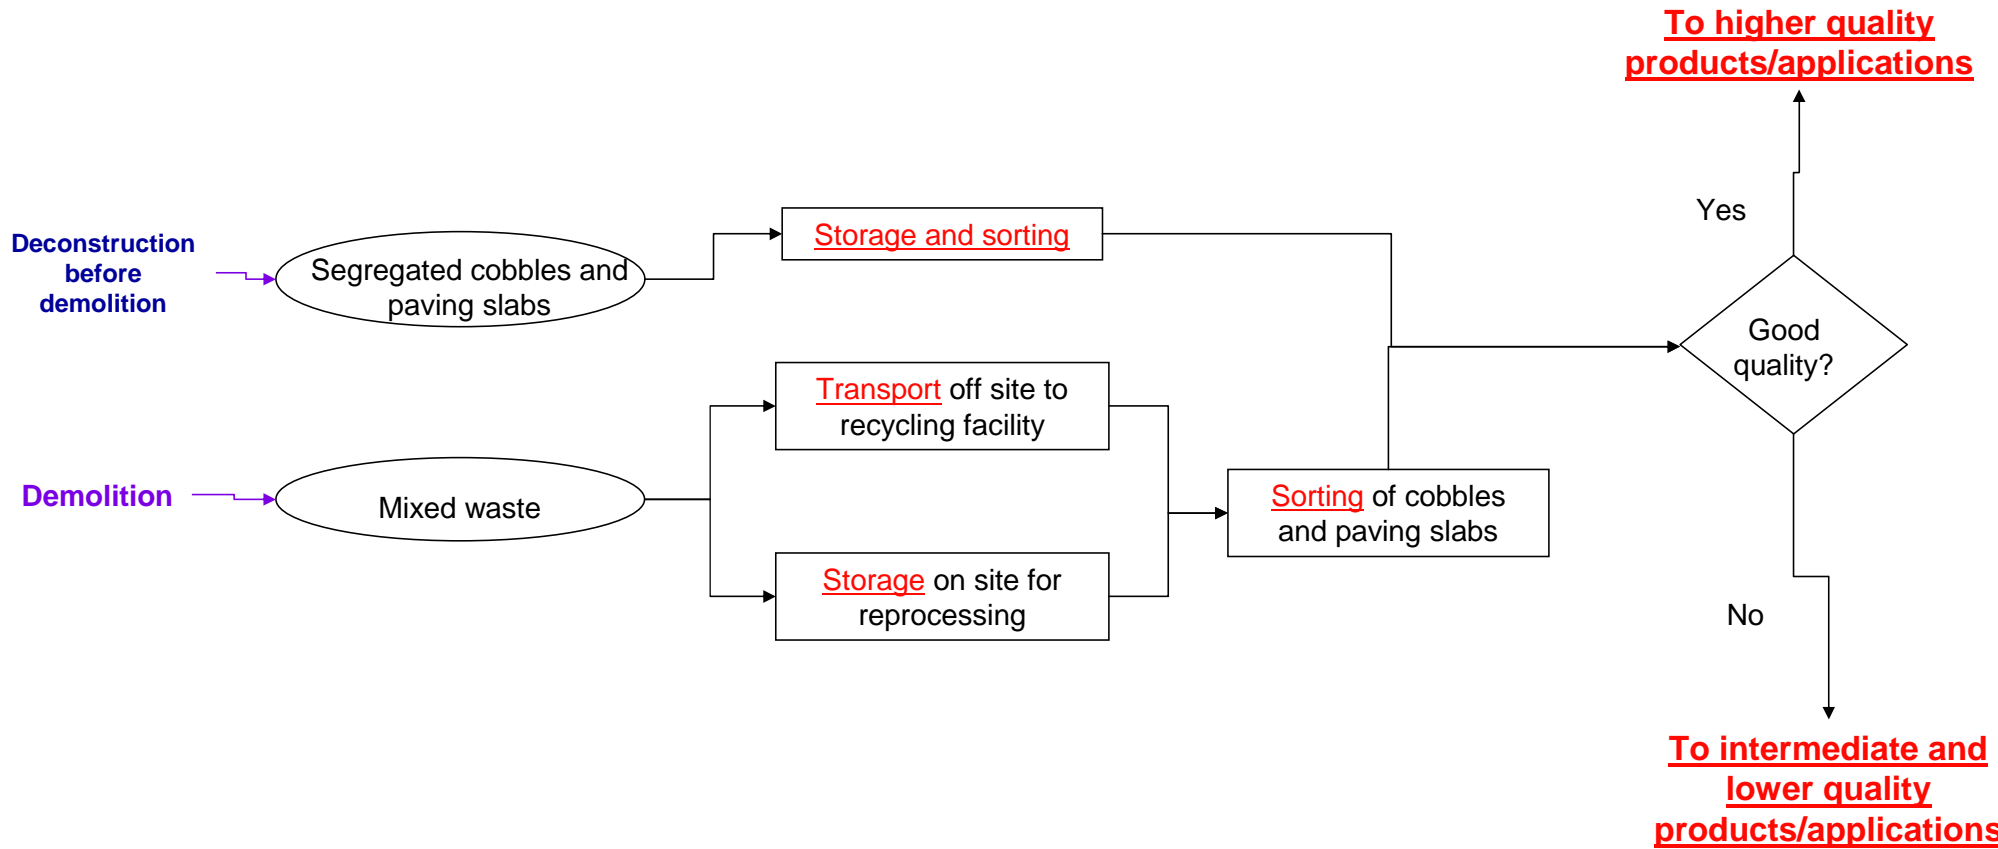 To higher quality
products/applications
Yes
Deconstruction
before
demolition
Segregated cobbles and
paving slabs
Storage and sorting
Good
quality?
Transport off site to
recycling facility
Demolition
Mixed waste
Sorting of cobbles
and paving slabs
Storage on site for
reprocessing
No
To intermediate and
lower quality
products/applications